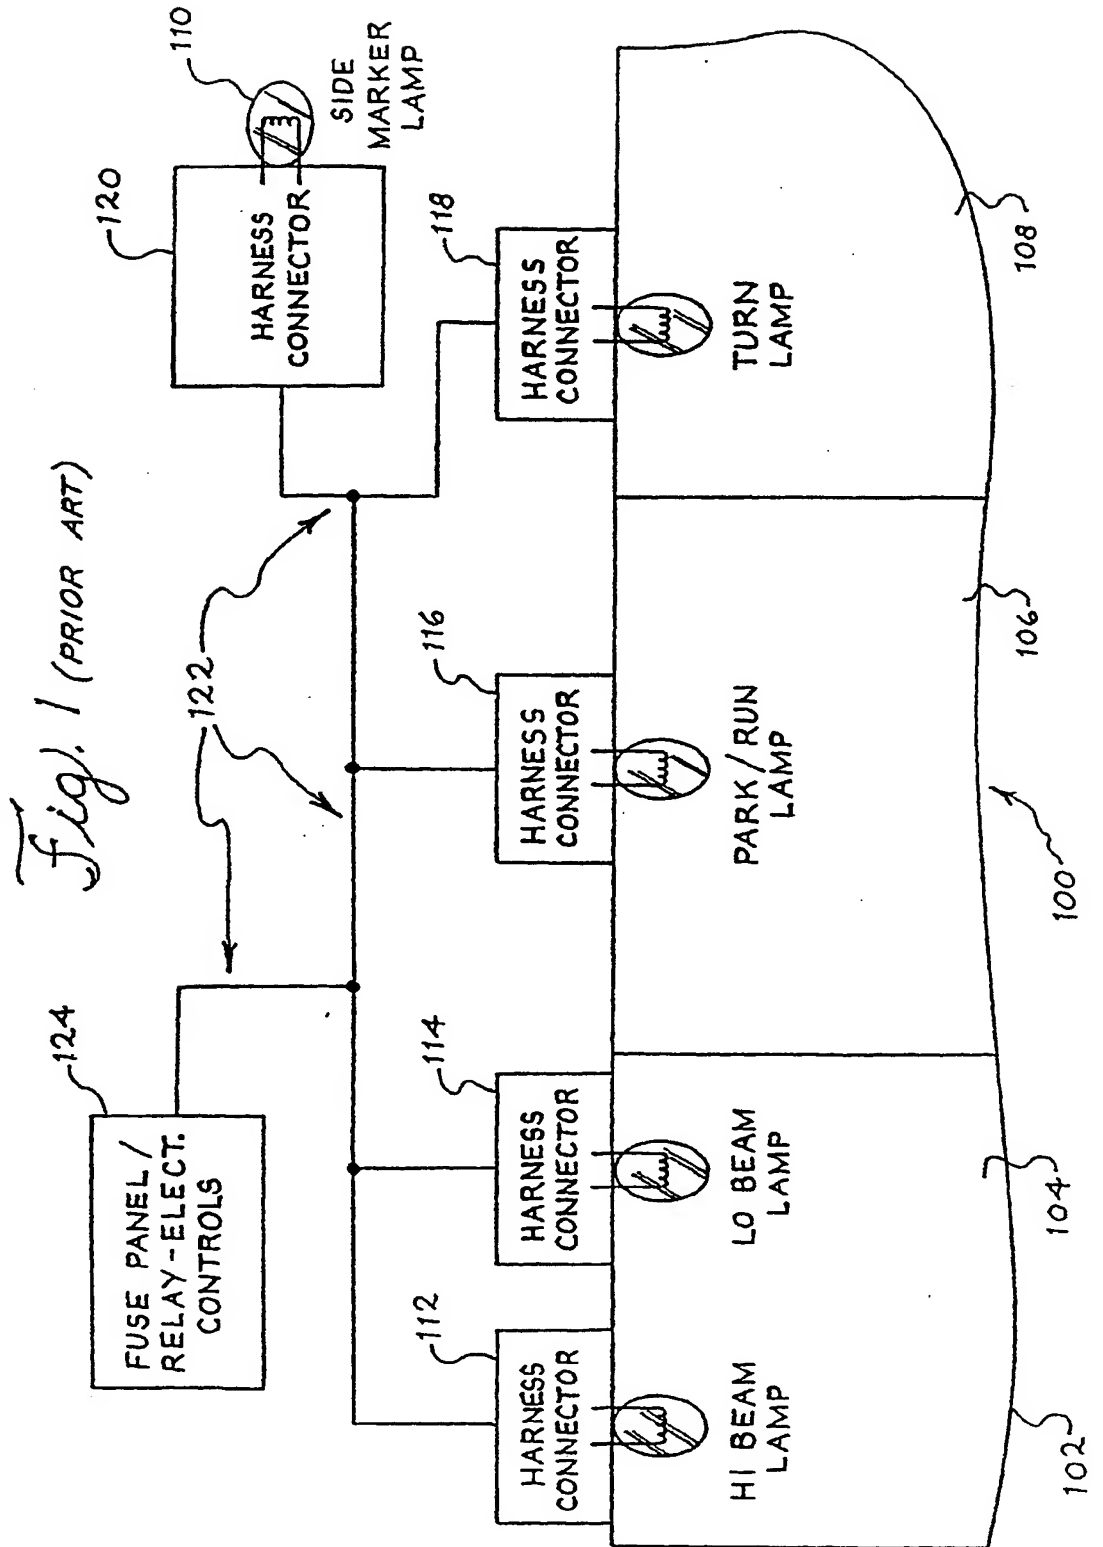 Fig. 1 (PRIOR ART)
124
FUSE PANEL /
RELAY-ELECT.
CONTROLS
122
120
HARNESS
CONNECTOR
110
SIDE
MARKER
LAMP
112
HARNESS
CONNECTOR
114
HARNESS
CONNECTOR
116
HARNESS
CONNECTOR
118
HARNESS
CONNECTOR
HI BEAM
LAMP
LO BEAM
LAMP
PARK / RUN
LAMP
TURN
LAMP
102
104
100
106
108